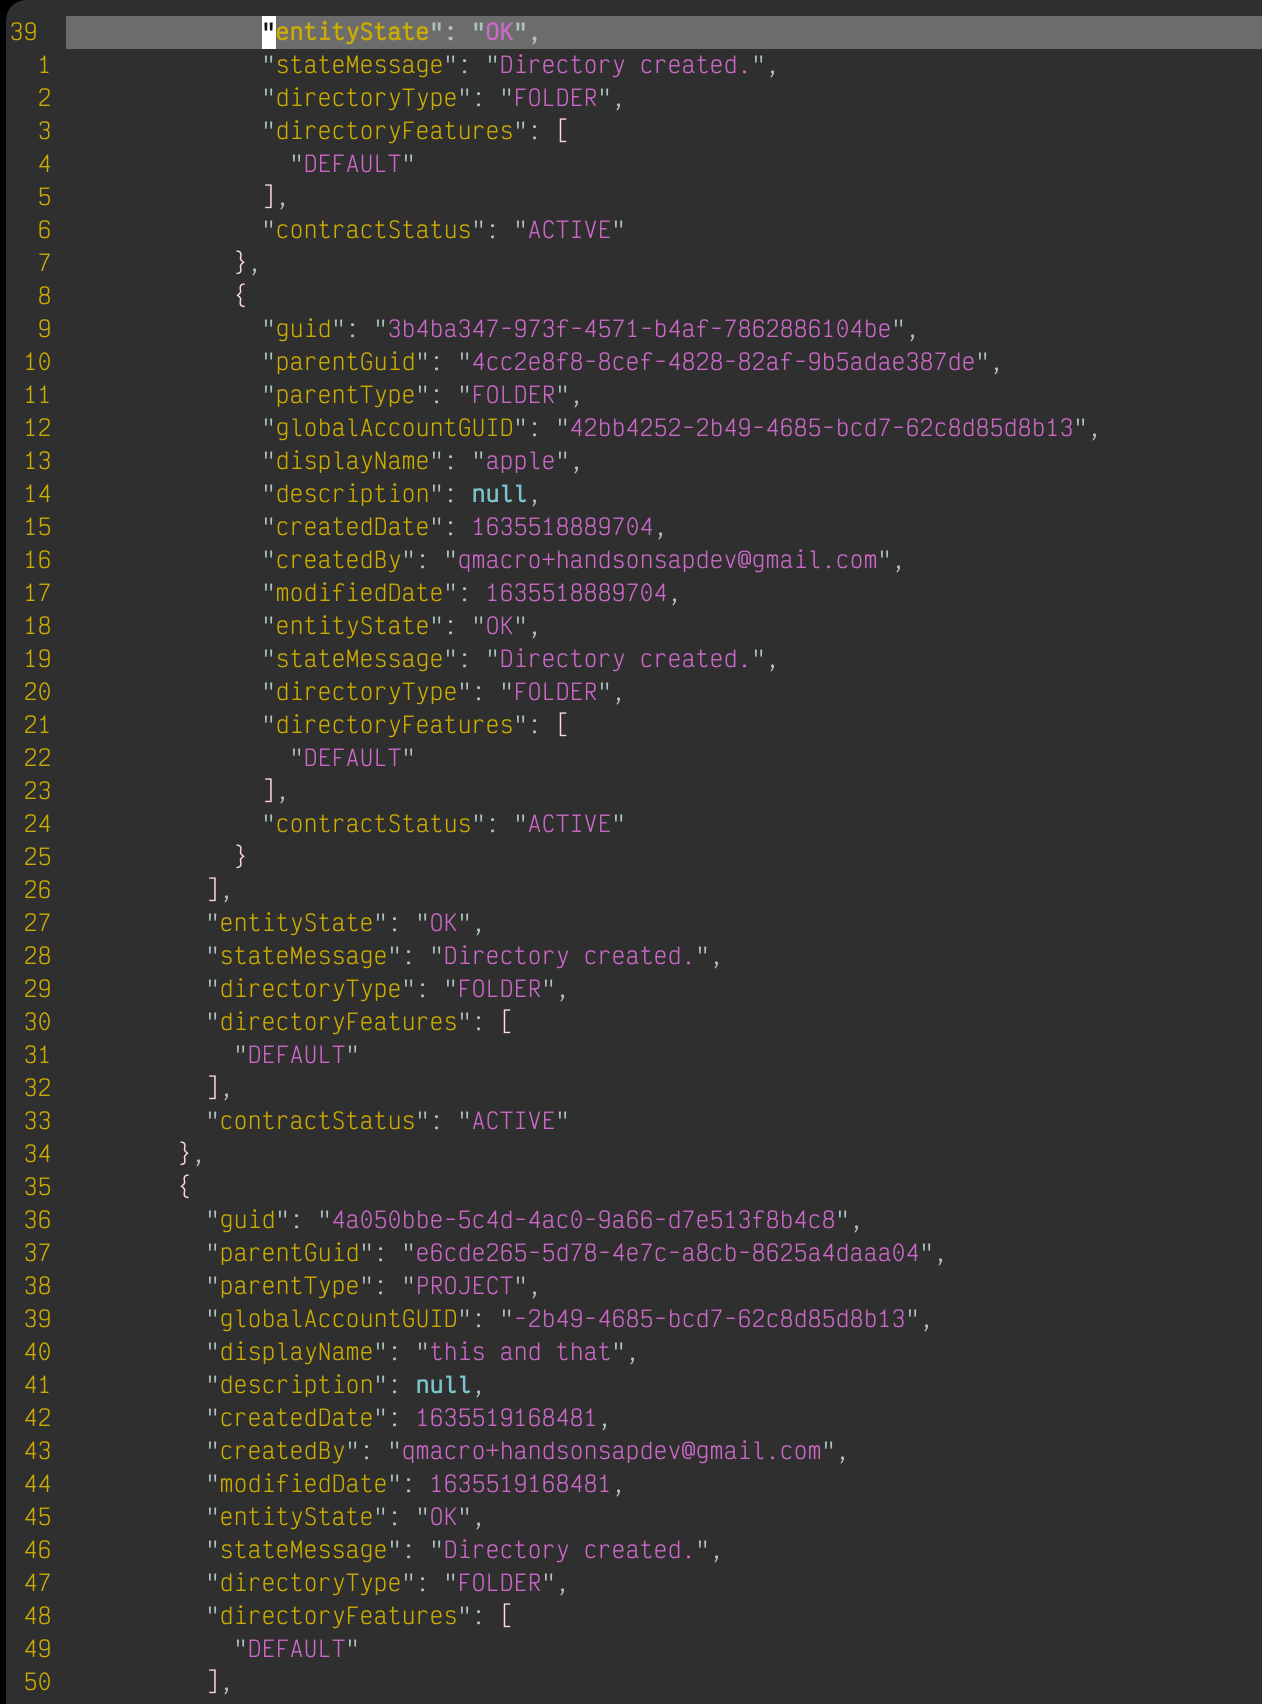 39 "entityState": "OK",
1 "stateMessage": "Directory created.",
2 "directoryType": "FOLDER",
3 "directoryFeatures": [
4 "DEFAULT"
5 ],
6 "contractStatus": "ACTIVE"
7 },
8 {
9 "guid": "3b4ba347-973f-4571-b4af-7862886104be",
10 "parentGuid": "4cc2e8f8-8cef-4828-82af-9b5adae387de",
11 "parentType": "FOLDER",
12 "globalAccountGUID": "42bb4252-2b49-4685-bcd7-62c8d85d8b13",
13 "displayName": "apple",
14 "description": null,
15 "createdDate": 1635518889704,
16 "createdBy": "qmacro+handsonsapdev@gmail.com",
17 "modifiedDate": 1635518889704,
18 "entityState": "OK",
19 "stateMessage": "Directory created.",
20 "directoryType": "FOLDER",
21 "directoryFeatures": [
22 "DEFAULT"
23 ],
24 "contractStatus": "ACTIVE"
25 }
26 ],
27 "entityState": "OK",
28 "stateMessage": "Directory created.",
29 "directoryType": "FOLDER",
30 "directoryFeatures": [
31 "DEFAULT"
32 ],
33 "contractStatus": "ACTIVE"
34 },
35 {
36 "guid": "4a050bbe-5c4d-4ac0-9a66-d7e513f8b4c8",
37 "parentGuid": "e6cde265-5d78-4e7c-a8cb-8625a4daaa04",
38 "parentType": "PROJECT",
39 "globalAccountGUID": "-2b49-4685-bcd7-62c8d85d8b13",
40 "displayName": "this and that",
41 "description": null,
42 "createdDate": 1635519168481,
43 "createdBy": "qmacro+handsonsapdev@gmail.com",
44 "modifiedDate": 1635519168481,
45 "entityState": "OK",
46 "stateMessage": "Directory created.",
47 "directoryType": "FOLDER",
48 "directoryFeatures": [
49 "DEFAULT"
50 ],